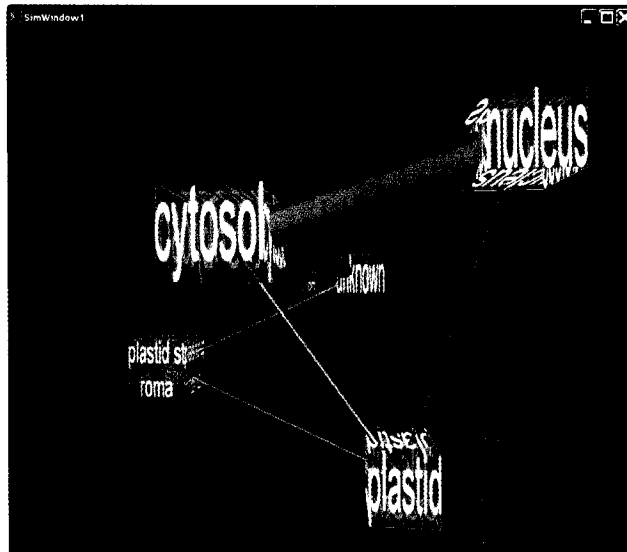 SimWindow1
nucleus
cytosol
unknown
plastid st
roma
plastid